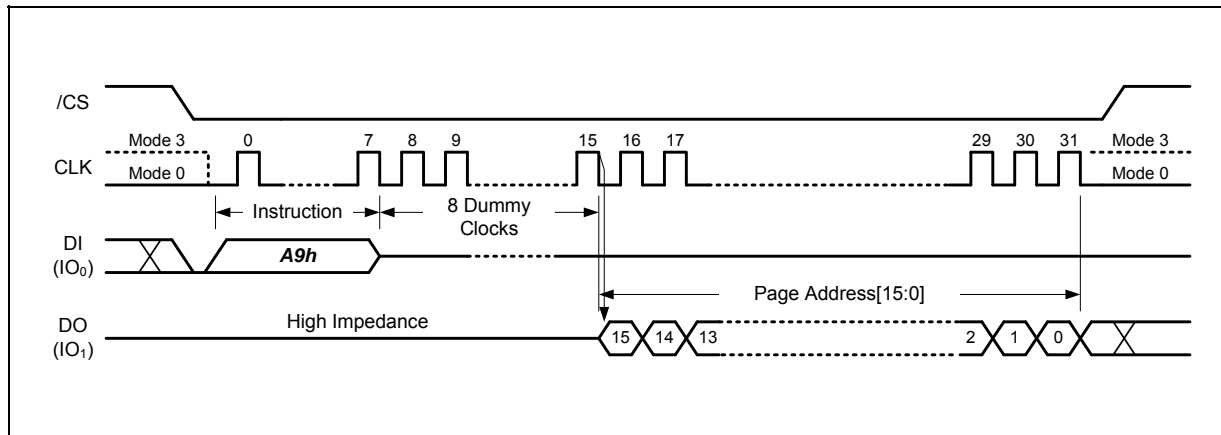 /CS
Mode 3 0 7 8 9 15 16 17 29 30 31 Mode 3
CLK
Mode 0 Mode 0
Instruction 8 Dummy
Clocks
DI
(IO₀)
A9h
Page Address[15:0]
High Impedance
DO
(IO₁)
15 14 13 2 1 0